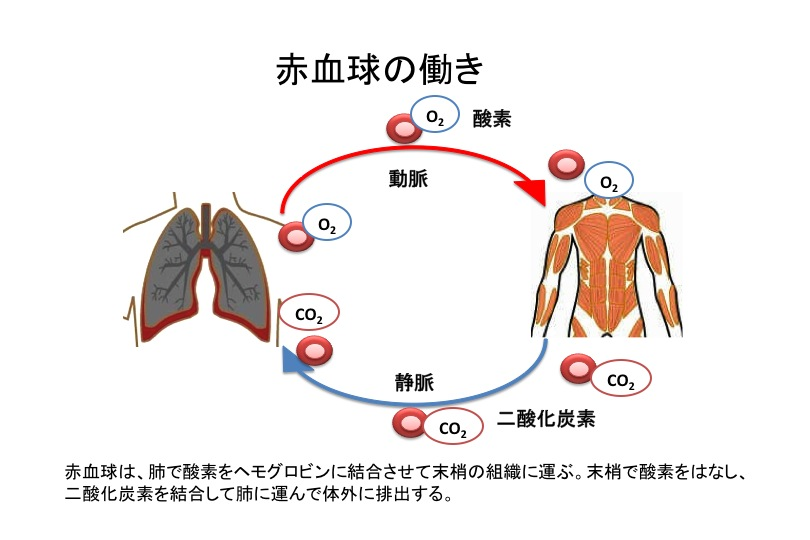 赤血球の働き
O2
酸素
動脈
O2
O2
CO2
静脈
CO2
CO2
二酸化炭素
赤血球は、肺で酸素をヘモグロビンに結合させて末梢の組織に運ぶ。末梢で酸素をはなし、
二酸化炭素を結合して肺に運んで体外に排出する。